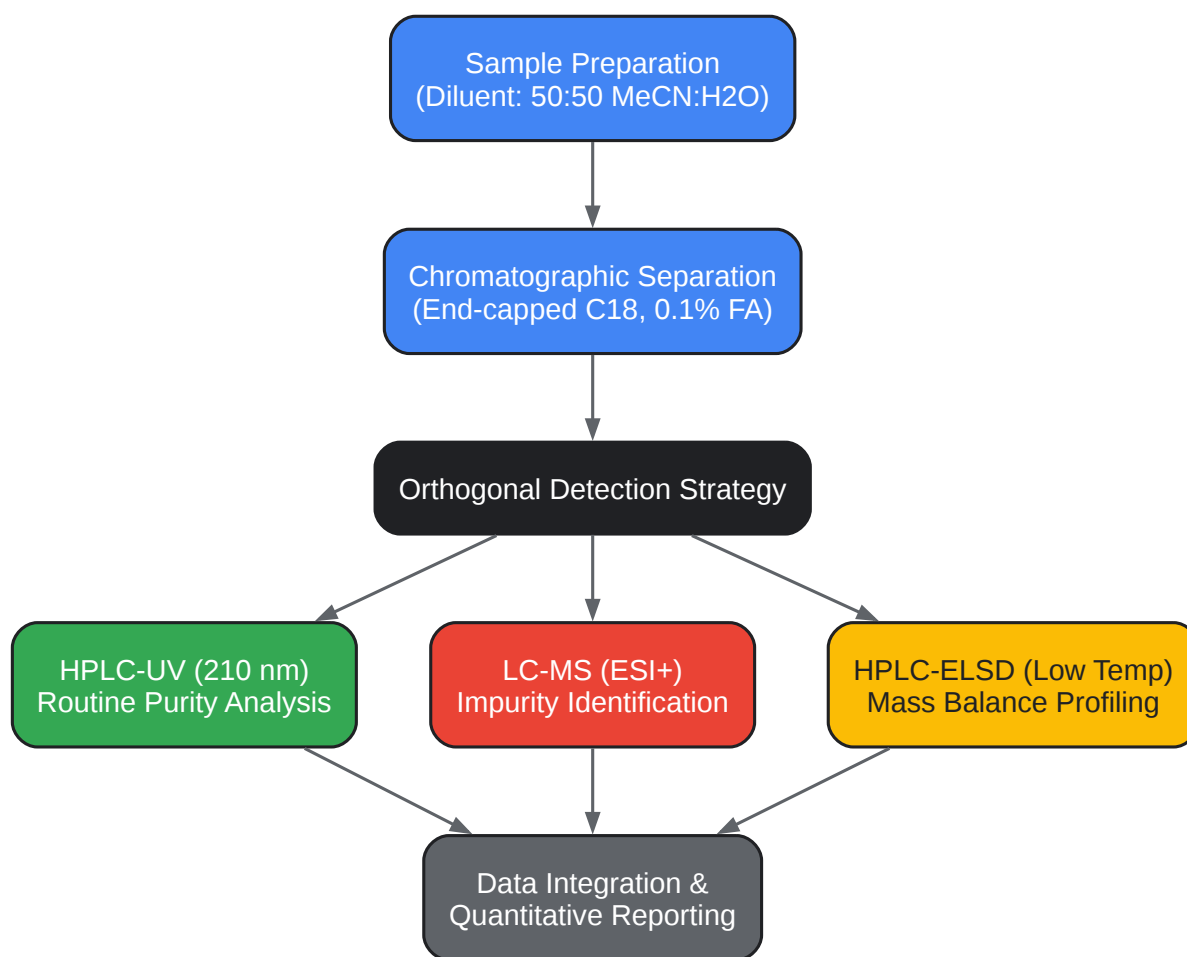 Sample Preparation
(Diluent: 50:50 MeCN:H2O)
Chromatographic Separation
(End-capped C18, 0.1% FA)
Orthogonal Detection Strategy
HPLC-UV (210 nm)
Routine Purity Analysis
LC-MS (ESI+)
Impurity Identification
HPLC-ELSD (Low Temp)
Mass Balance Profiling
Data Integration &
Quantitative Reporting